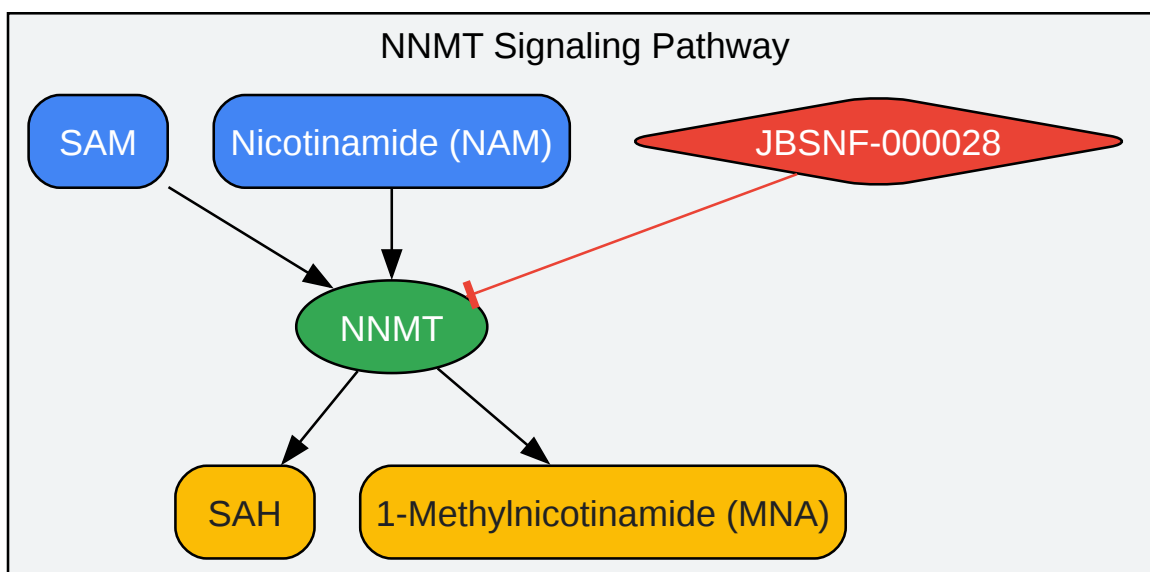 NNMT Signaling Pathway
SAM
Nicotinamide (NAM)
JBSNF-000028
NNMT
SAH
1-Methylnicotinamide (MNA)